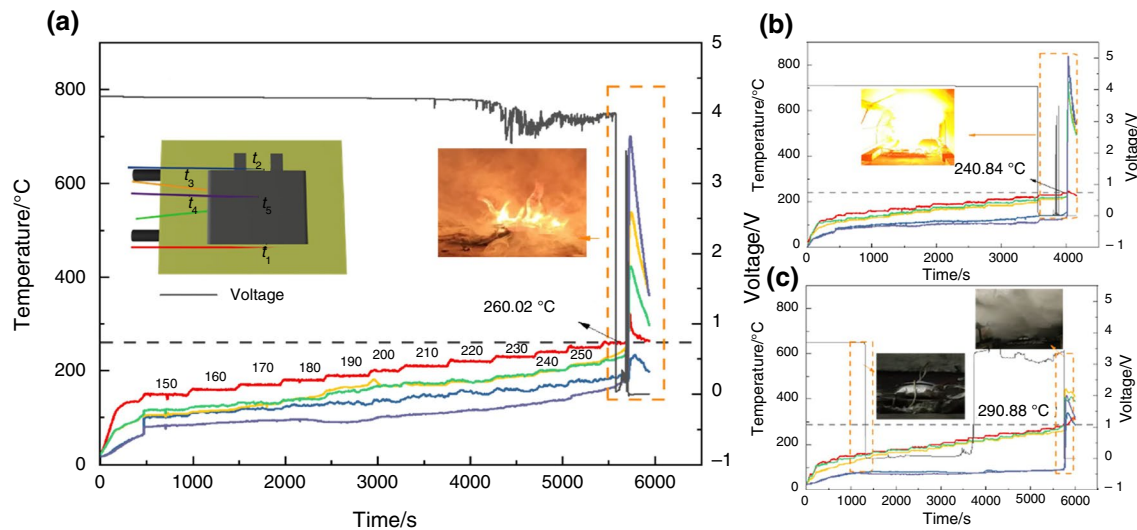 (a)
5
800
4
600
3
t2
t3
t5
t4
t1
Voltage
2
400
260.02 °C
1
150 160 170 180 190 200 210 220 230 240 250
200
0
0
−1
0 1000 2000 3000 4000 5000 6000
Time/s
Temperature/°C
Voltage/V
(b)
800
5
4
600
3
2
400
240.84 °C
1
200
0
0
−1
0 1000 2000 3000 4000
Time/s
Temperature/°C
Voltage/V
(c)
800
5
4
600
3
2
400
290.88 °C
1
200
0
0
−1
0 1000 2000 3000 4000 5000 6000
Time/s
Temperature/°C
Voltage/V